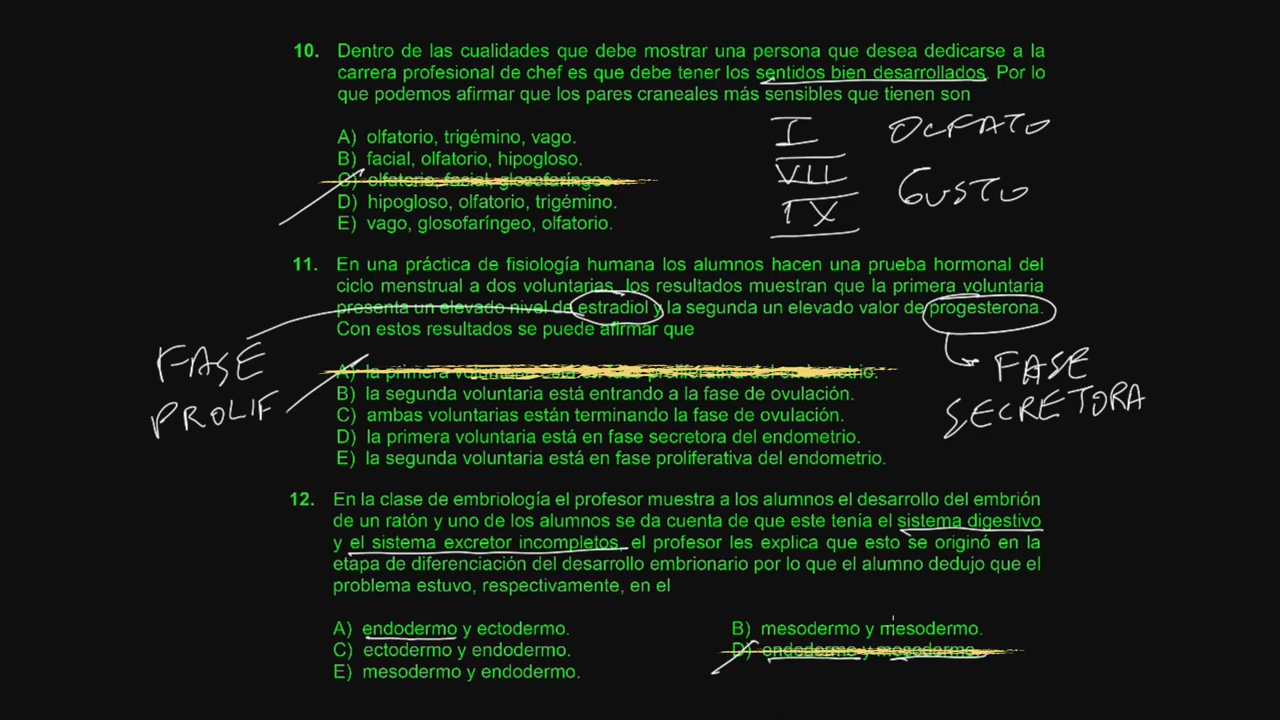 10. Dentro de las cualidades que debe mostrar una persona que desea dedicarse a la
carrera profesional de chef es que debe tener los sentidos bien desarrollados. Por lo
que podemos afirmar que los pares craneales más sensibles que tienen son
A) olfatorio, trigémino, vago.
B) facial, olfatorio, hipogloso.
C) olfatorio, facial, glosofaríngeo.
D) hipogloso, olfatorio, trigémino.
E) vago, glosofaríngeo, olfatorio.
I OLFATO
VII
IX GUSTO
11. En una práctica de fisiología humana los alumnos hacen una prueba hormonal del
ciclo menstrual a dos voluntarias, los resultados muestran que la primera voluntaria
presenta un elevado nivel de estradiol y la segunda un elevado valor de progesterona.
Con estos resultados se puede afirmar que
FASE
PROLIF
A) la primera voluntaria está en fase proliferativa del endometrio.
B) la segunda voluntaria está entrando a la fase de ovulación.
C) ambas voluntarias están terminando la fase de ovulación.
D) la primera voluntaria está en fase secretora del endometrio.
E) la segunda voluntaria está en fase proliferativa del endometrio.
FASE
SECRETORA
12. En la clase de embriología el profesor muestra a los alumnos el desarrollo del embrión
de un ratón y uno de los alumnos se da cuenta de que este tenía el sistema digestivo
y el sistema excretor incompletos, el profesor les explica que esto se originó en la
etapa de diferenciación del desarrollo embrionario por lo que el alumno dedujo que el
problema estuvo, respectivamente, en el
A) endodermo y ectodermo. B) mesodermo y mesodermo.
C) ectodermo y endodermo. D) endodermo y mesodermo.
E) mesodermo y endodermo.